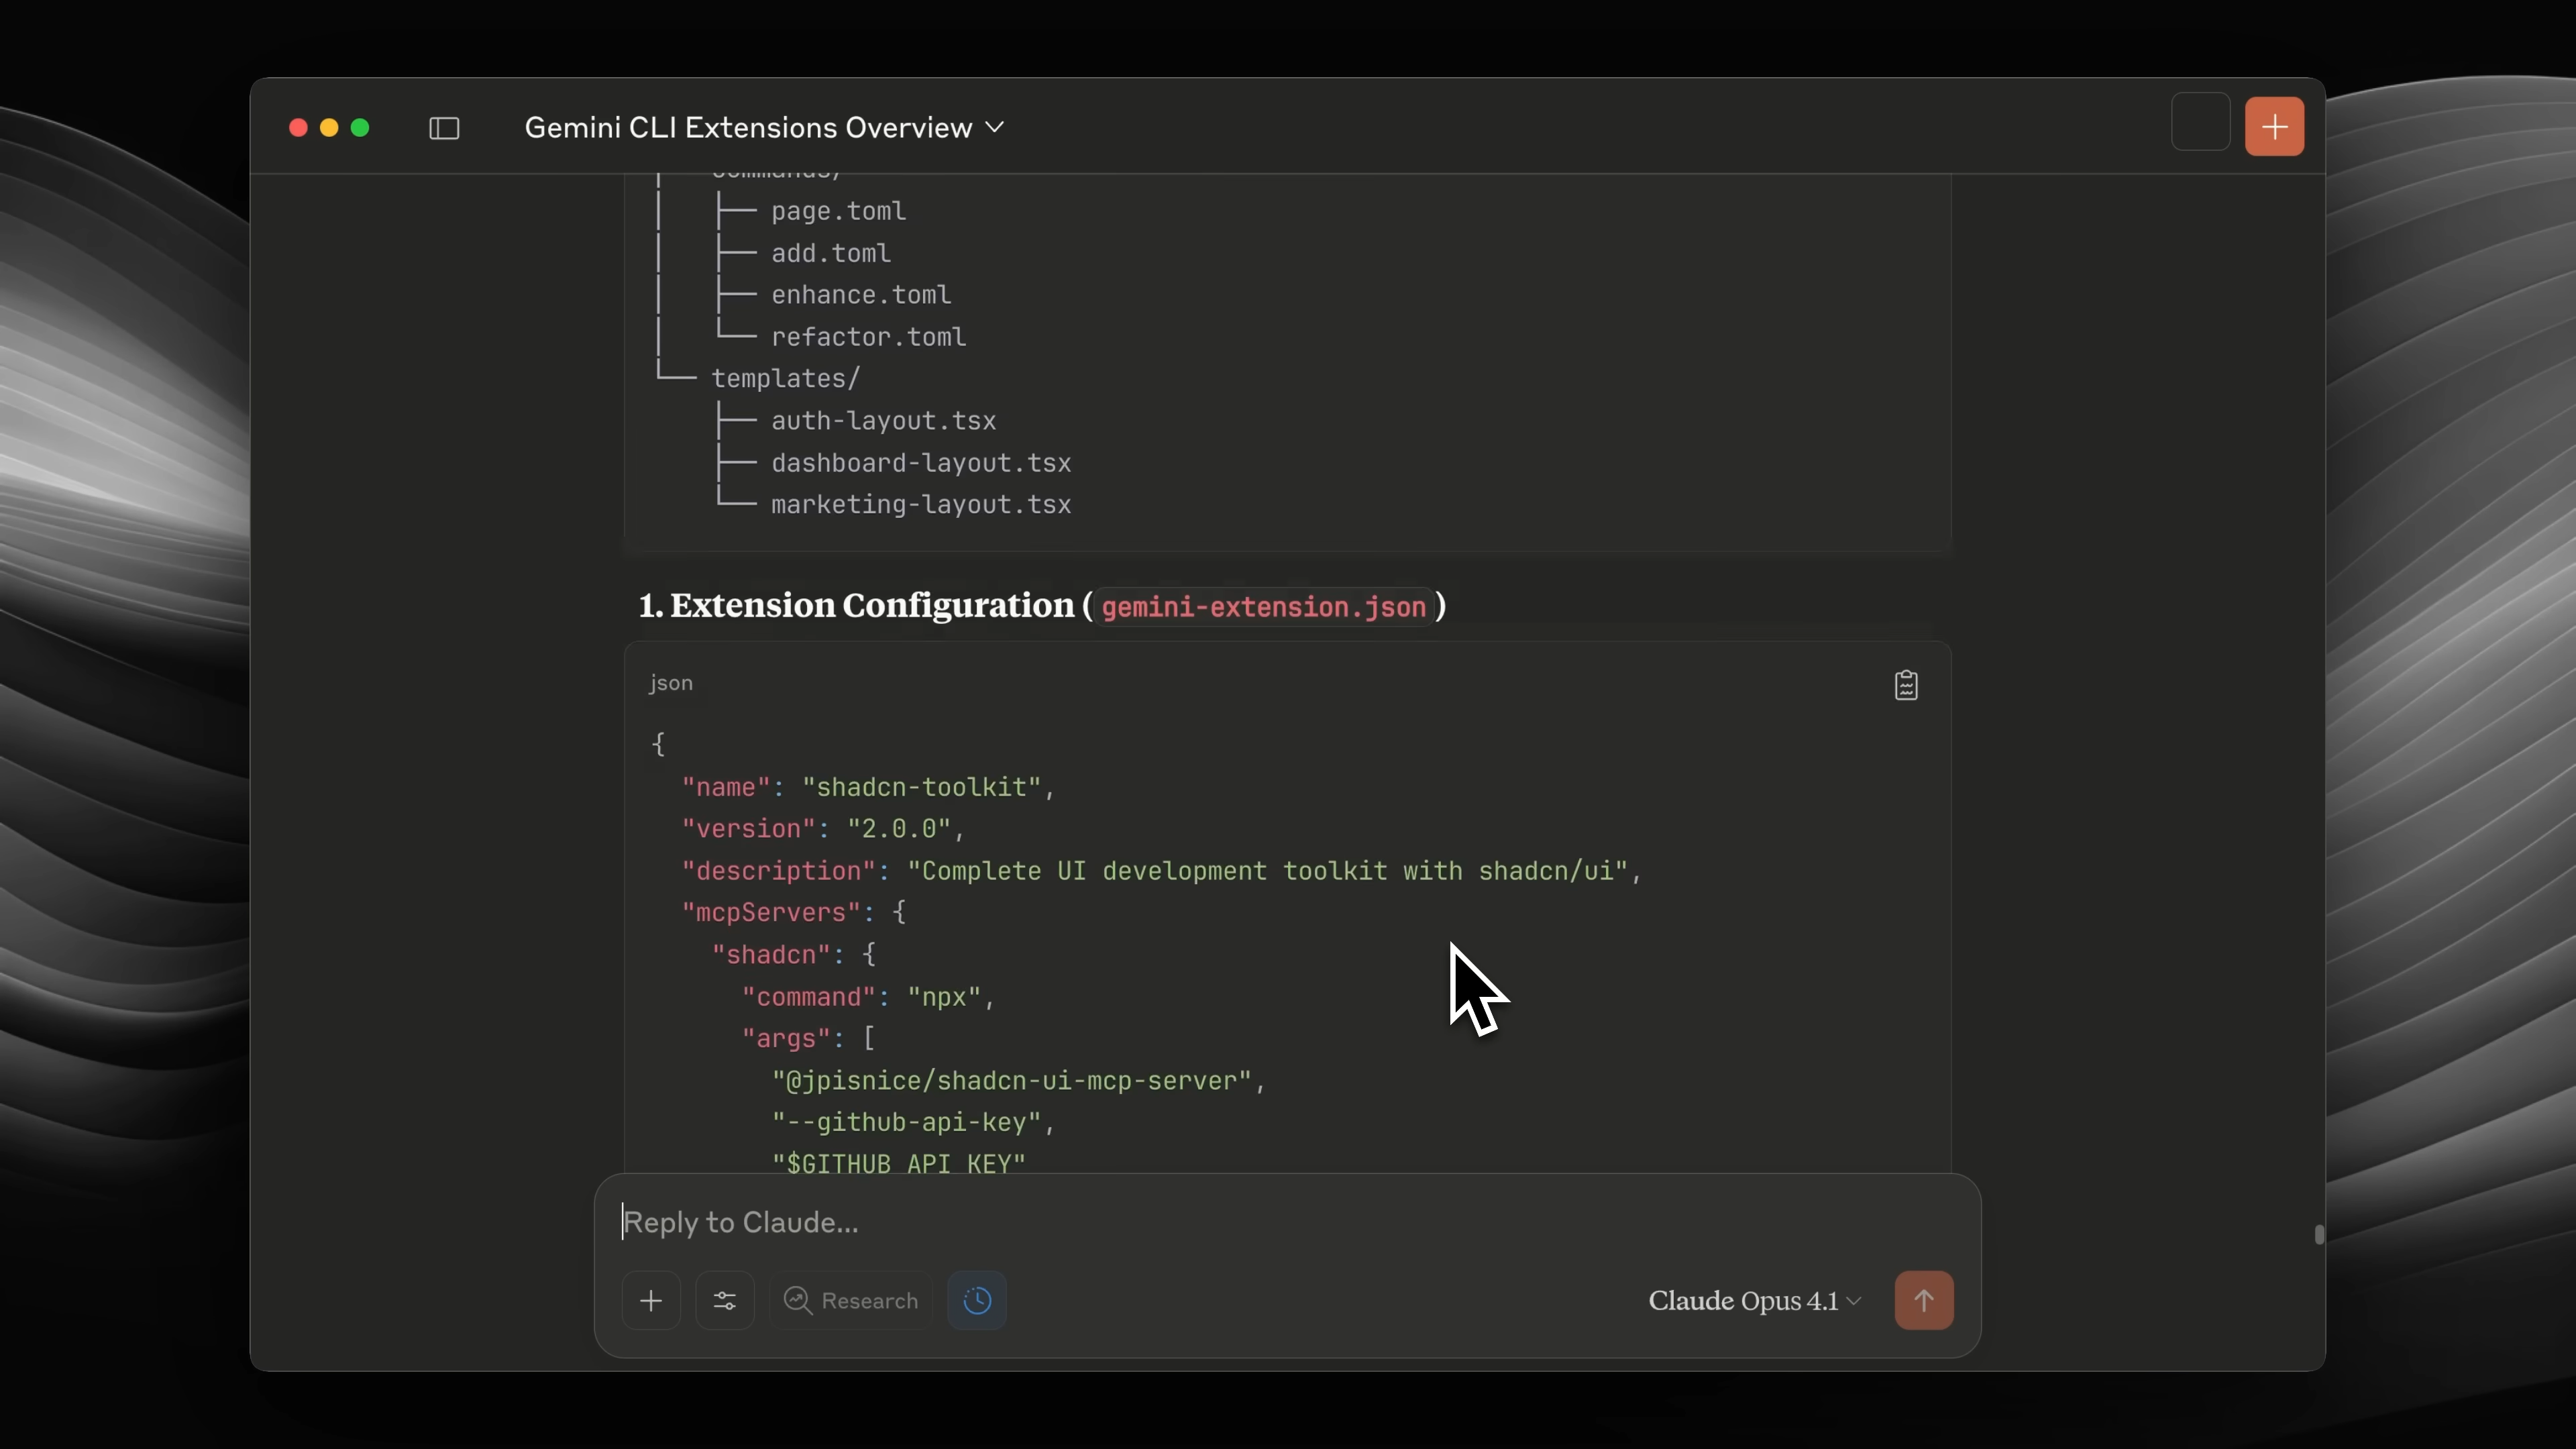 Gemini CLI Extensions Overview
commands/
├── page.toml
├── add.toml
├── enhance.toml
└── refactor.toml
└── templates/
├── auth-layout.tsx
├── dashboard-layout.tsx
└── marketing-layout.tsx
1. Extension Configuration (gemini-extension.json)
json
{
"name": "shadcn-toolkit",
"version": "2.0.0",
"description": "Complete UI development toolkit with shadcn/ui",
"mcpServers": {
"shadcn": {
"command": "npx",
"args": [
"@jpisnice/shadcn-ui-mcp-server",
"--github-api-key",
"$GITHUB_API_KEY"
Reply to Claude...
Research
Claude Opus 4.1